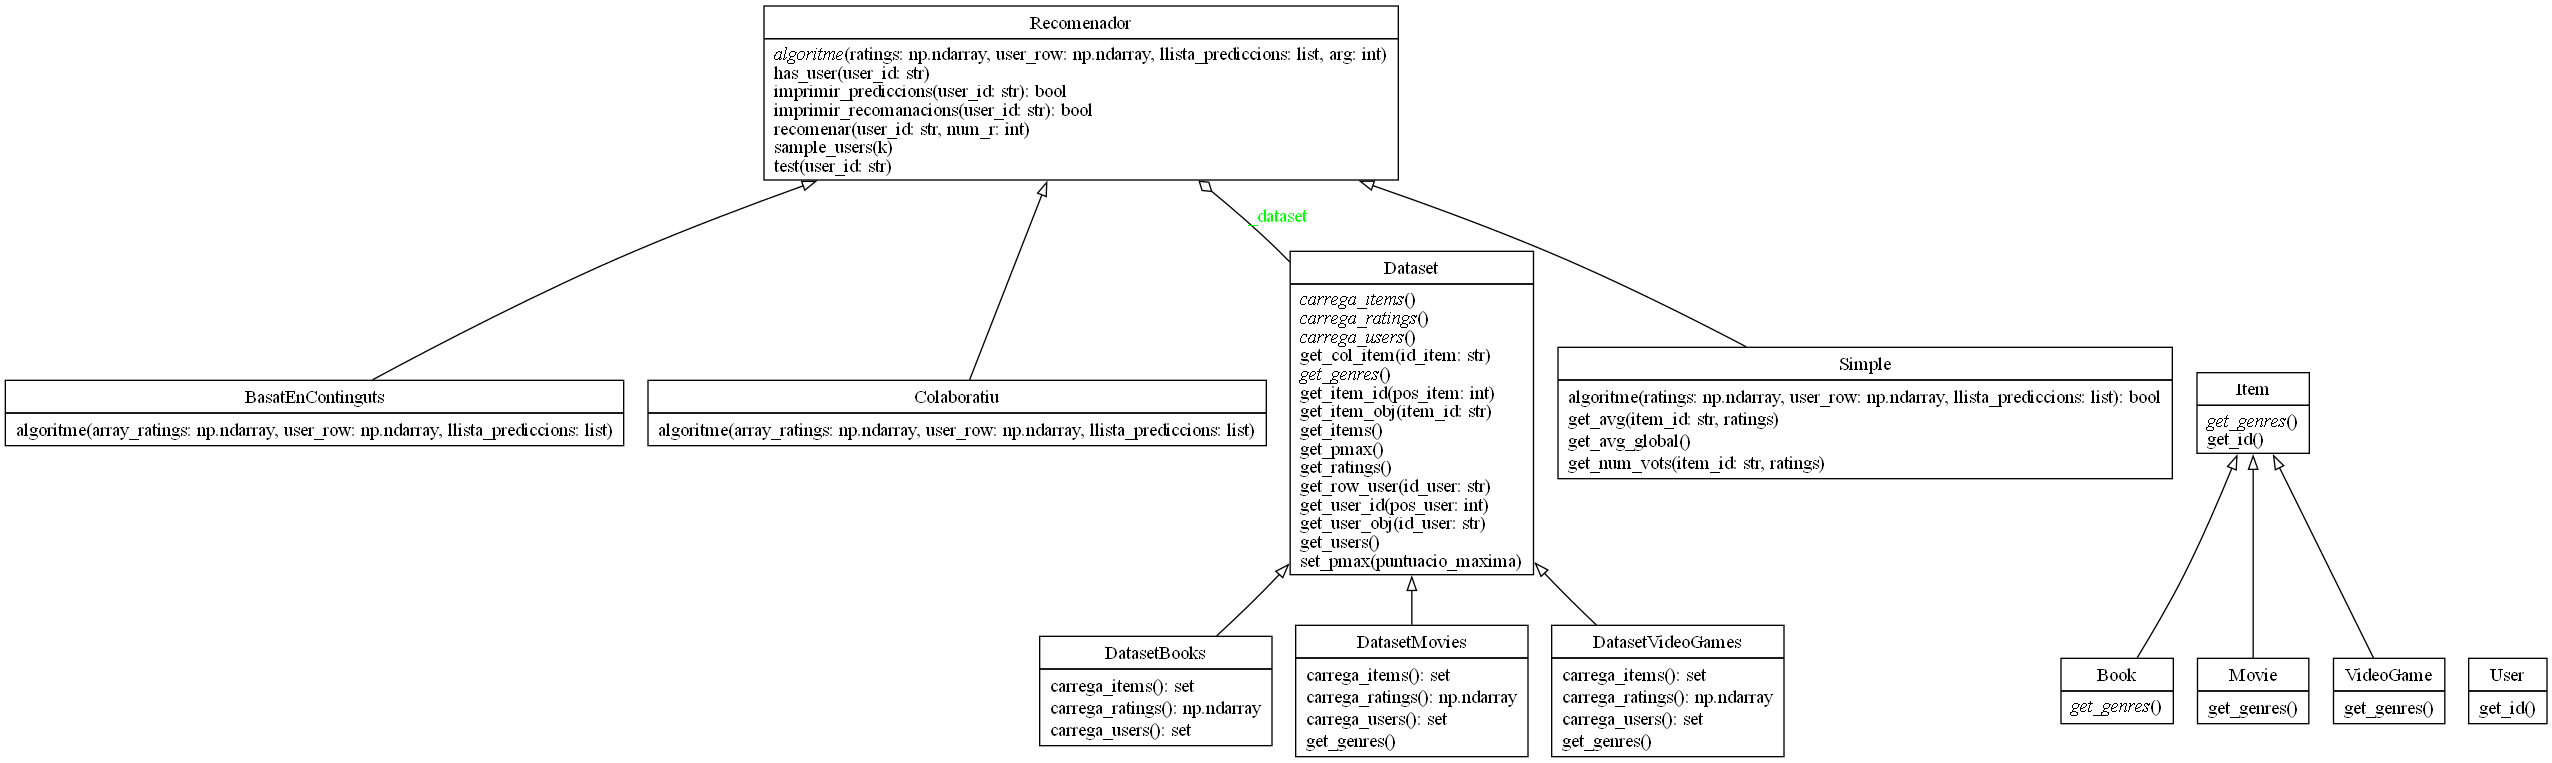 Recomenador
algoritme(ratings: np.ndarray, user_row: np.ndarray, llista_prediccions: list, arg: int)
has_user(user_id: str)
imprimir_prediccions(user_id: str): bool
imprimir_recomanacions(user_id: str): bool
recomenar(user_id: str, num_r: int)
sample_users(k)
test(user_id: str)
_dataset
Dataset
carrega_items()
carrega_ratings()
carrega_users()
get_col_item(id_item: str)
get_genres()
get_item_id(pos_item: int)
get_item_obj(item_id: str)
get_items()
get_pmax()
get_ratings()
get_row_user(id_user: str)
get_user_id(pos_user: int)
get_user_obj(id_user: str)
get_users()
set_pmax(puntuacio_maxima)
BasatEnContinguts
algoritme(array_ratings: np.ndarray, user_row: np.ndarray, llista_prediccions: list)
Colaboratiu
algoritme(array_ratings: np.ndarray, user_row: np.ndarray, llista_prediccions: list)
Simple
algoritme(ratings: np.ndarray, user_row: np.ndarray, llista_prediccions: list): bool
get_avg(item_id: str, ratings)
get_avg_global()
get_num_vots(item_id: str, ratings)
Item
get_genres()
get_id()
DatasetBooks
carrega_items(): set
carrega_ratings(): np.ndarray
carrega_users(): set
DatasetMovies
carrega_items(): set
carrega_ratings(): np.ndarray
carrega_users(): set
get_genres()
DatasetVideoGames
carrega_items(): set
carrega_ratings(): np.ndarray
carrega_users(): set
get_genres()
Book
get_genres()
Movie
get_genres()
VideoGame
get_genres()
User
get_id()